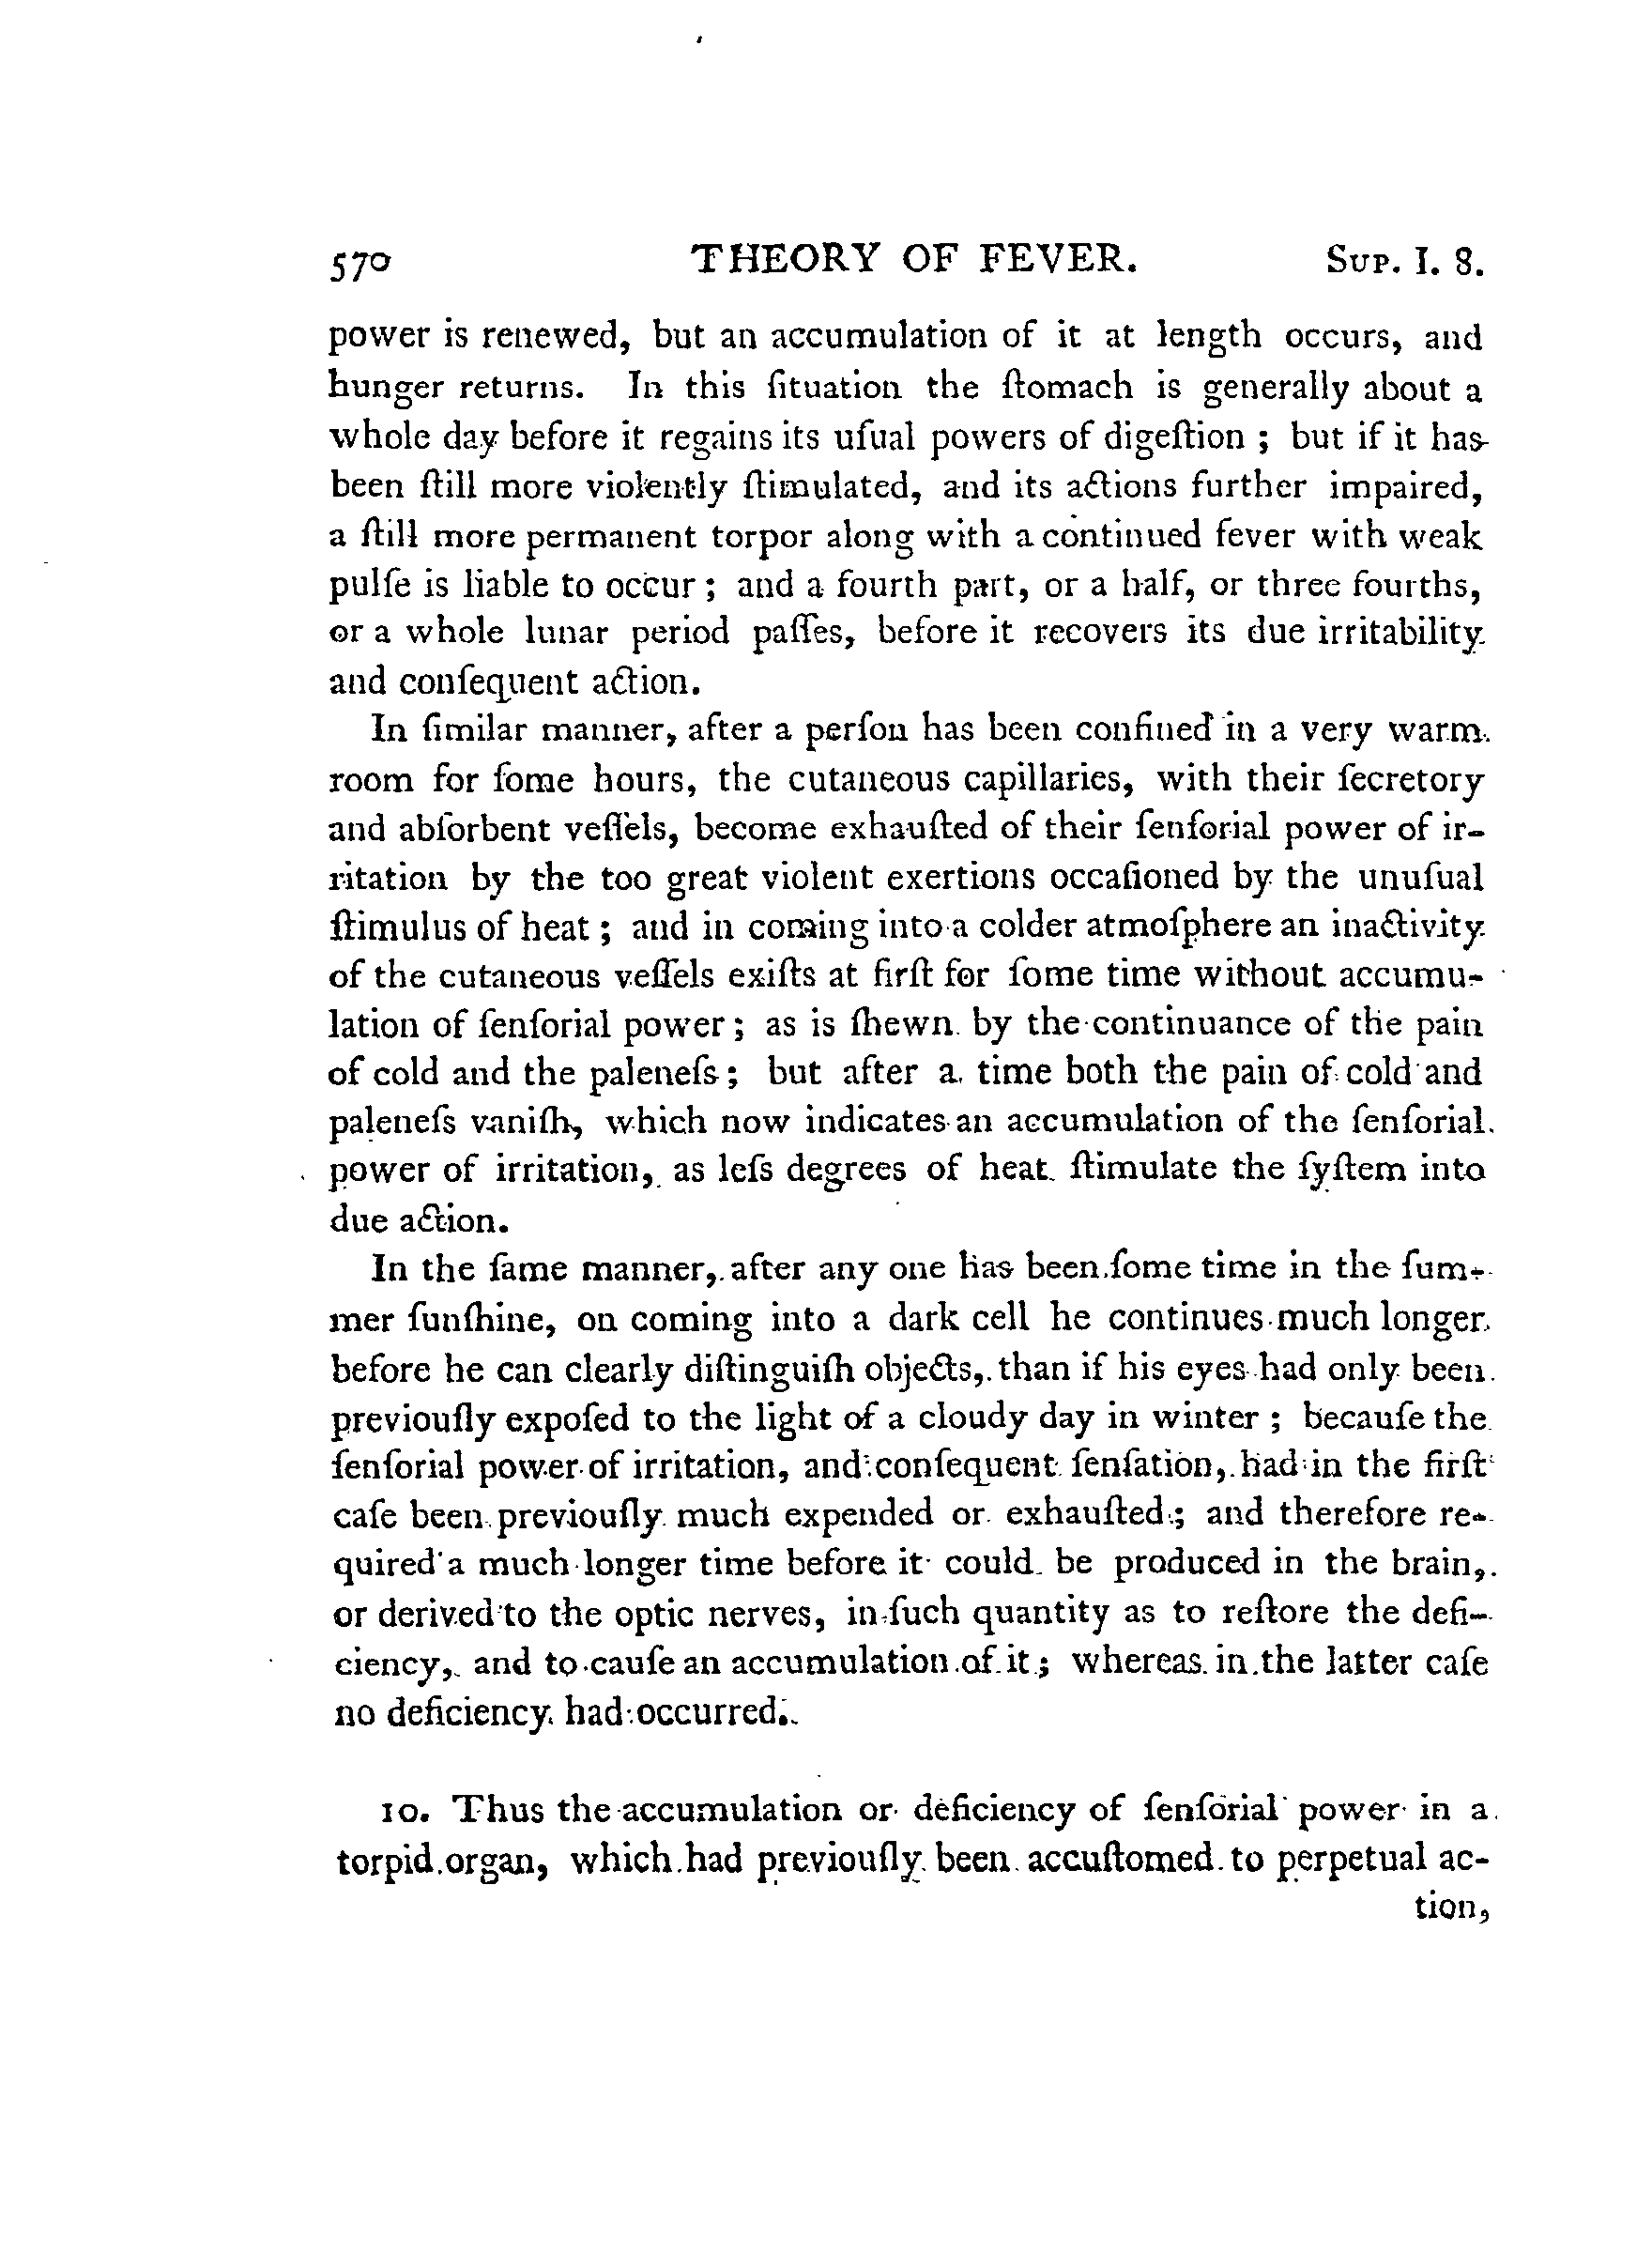 570 THEORY OF FEVER. SUP. I. 8.
power is renewed, but an accumulation of it at length occurs, and
hunger returns. In this ſituation the ſtomach is generally about a
whole day before it regains its uſual powers of digeſtion ; but if it has
been ſtill more violently ſtimulated, and its actions further impaired,
a ſtill more permanent torpor along with a continued fever with weak
pulſe is liable to occur ; and a fourth part, or a half, or three fourths,
or a whole lunar period paſſes, before it recovers its due irritability
and conſequent action.
In ſimilar manner, after a perſon has been confined in a very warm
room for ſome hours, the cutaneous capillaries, with their ſecretory
and abſorbent veſſels, become exhauſted of their ſenſorial power of ir-
ritation by the too great violent exertions occaſioned by the unuſual
ſtimulus of heat ; and in coming into a colder atmoſphere an inactivity
of the cutaneous veſſels exiſts at firſt for ſome time without accumu-
lation of ſenſorial power ; as is ſhewn by the continuance of the pain
of cold and the paleneſs ; but after a time both the pain of cold and
paleneſs vaniſh, which now indicates an accumulation of the ſenſorial
power of irritation, as leſs degrees of heat ſtimulate the ſyſtem into
due action.
In the ſame manner, after any one has been ſome time in the ſum-
mer ſunſhine, on coming into a dark cell he continues much longer
before he can clearly diſtinguiſh objects, than if his eyes had only been
previouſly expoſed to the light of a cloudy day in winter ; becauſe the
ſenſorial power of irritation, and conſequent ſenſation, had in the firſt
caſe been previouſly much expended or exhauſted ; and therefore re-
quired a much longer time before it could be produced in the brain,
or derived to the optic nerves, in ſuch quantity as to reſtore the defi-
ciency, and to cauſe an accumulation of it ; whereas in the latter caſe
no deficiency had occurred.
10. Thus the accumulation or deficiency of ſenſorial power in a
torpid organ, which had previouſly been accuſtomed to perpetual ac-
tion,